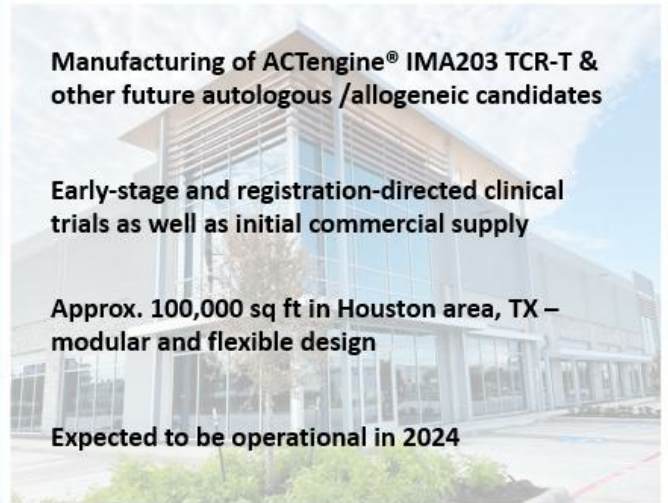 Manufacturing of ACTengine® IMA203 TCR-T &
other future autologous /allogeneic candidates
Early-stage and registration-directed clinical
trials as well as initial commercial supply
Approx. 100,000 sq ft in Houston area, TX –
modular and flexible design
Expected to be operational in 2024